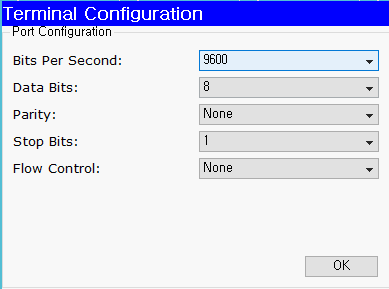 Terminal Configuration
Port Configuration
Bits Per Second: 9600
Data Bits: 8
Parity: None
Stop Bits: 1
Flow Control: None
OK